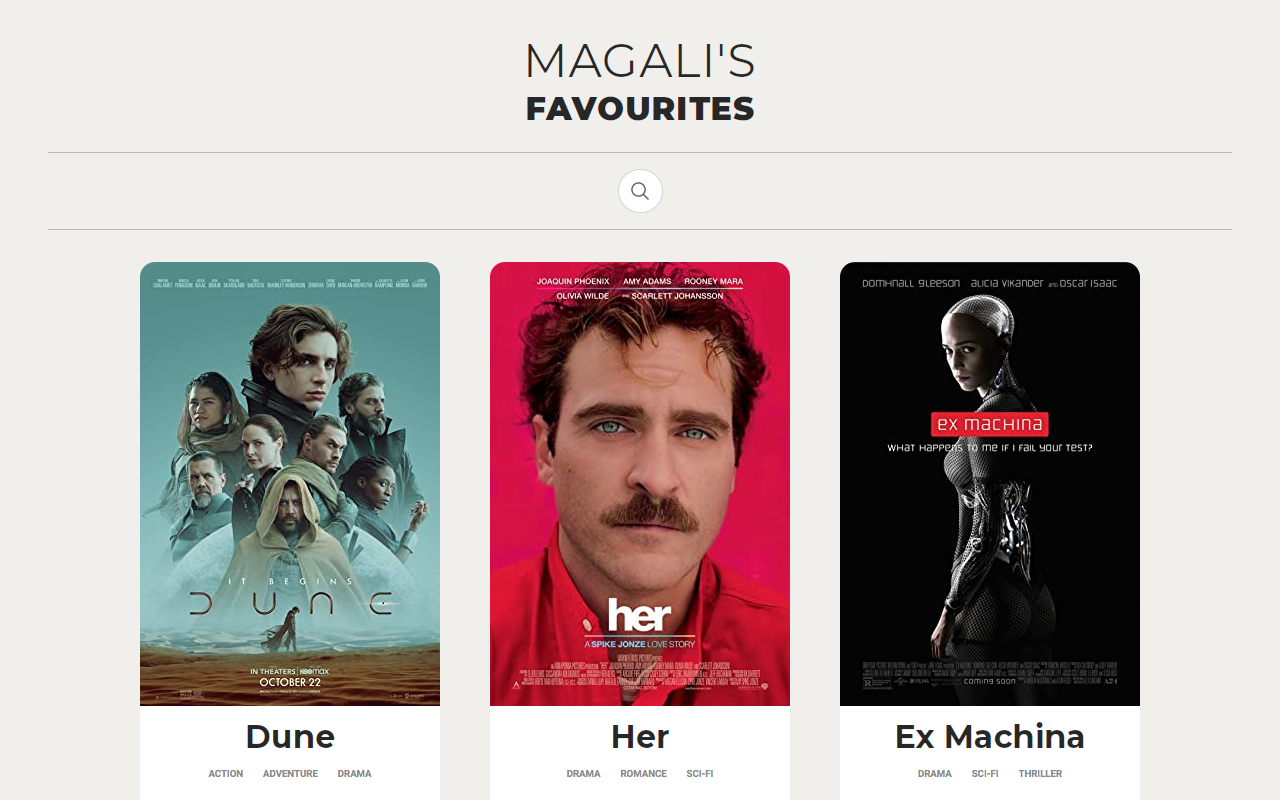 MAGALI'S
FAVOURITES
IT BEGINS
DUNE
IN THEATERS HBOmax
OCTOBER 22
Dune
ACTION ADVENTURE DRAMA
JOAQUIN PHOENIX AMY ADAMS ROONEY MARA
OLIVIA WILDE AND SCARLETT JOHANSSON
her
A SPIKE JONZE LOVE STORY
COMING SOON
Her
DRAMA ROMANCE SCI-FI
DOMHNALL GLEESON ALICIA VIKANDER AND OSCAR ISAAC
EX MACHINA
WHAT HAPPENS TO ME IF I FAIL YOUR TEST?
COMING SOON
Ex Machina
DRAMA SCI-FI THRILLER